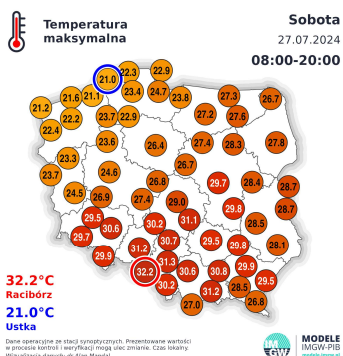 Temperatura
maksymalna
Sobota
27.07.2024
08:00-20:00
22.3 22.9
21.0
23.4 24.7
21.6 21.1 23.8 27.3 26.7
21.2
22.2 23.7 22.9 27.2 27.6
22.4
23.6 26.4 27.4 28.3 27.8
23.3
23.7 24.6 26.7
24.5 26.9 26.8 29.7 28.4 28.7
27.4 29.0
29.5 30.2 31.1 29.8 28.7
29.7 30.6 28.5
31.2 30.7 29.5 29.8 28.1
29.9 31.3
32.2 30.6 30.8 29.9
30.2 31.2 28.5 29.5
27.0 26.8
32.2°C
Racibórz
21.0°C
Ustka
Dane operacyjne ze stacji synoptycznych. Prezentowane wartości
w procesie kontroli i weryfikacji mogą ulec zmianie. Czas lokalny.
IM
GW
MODELE
IMGW-PIB